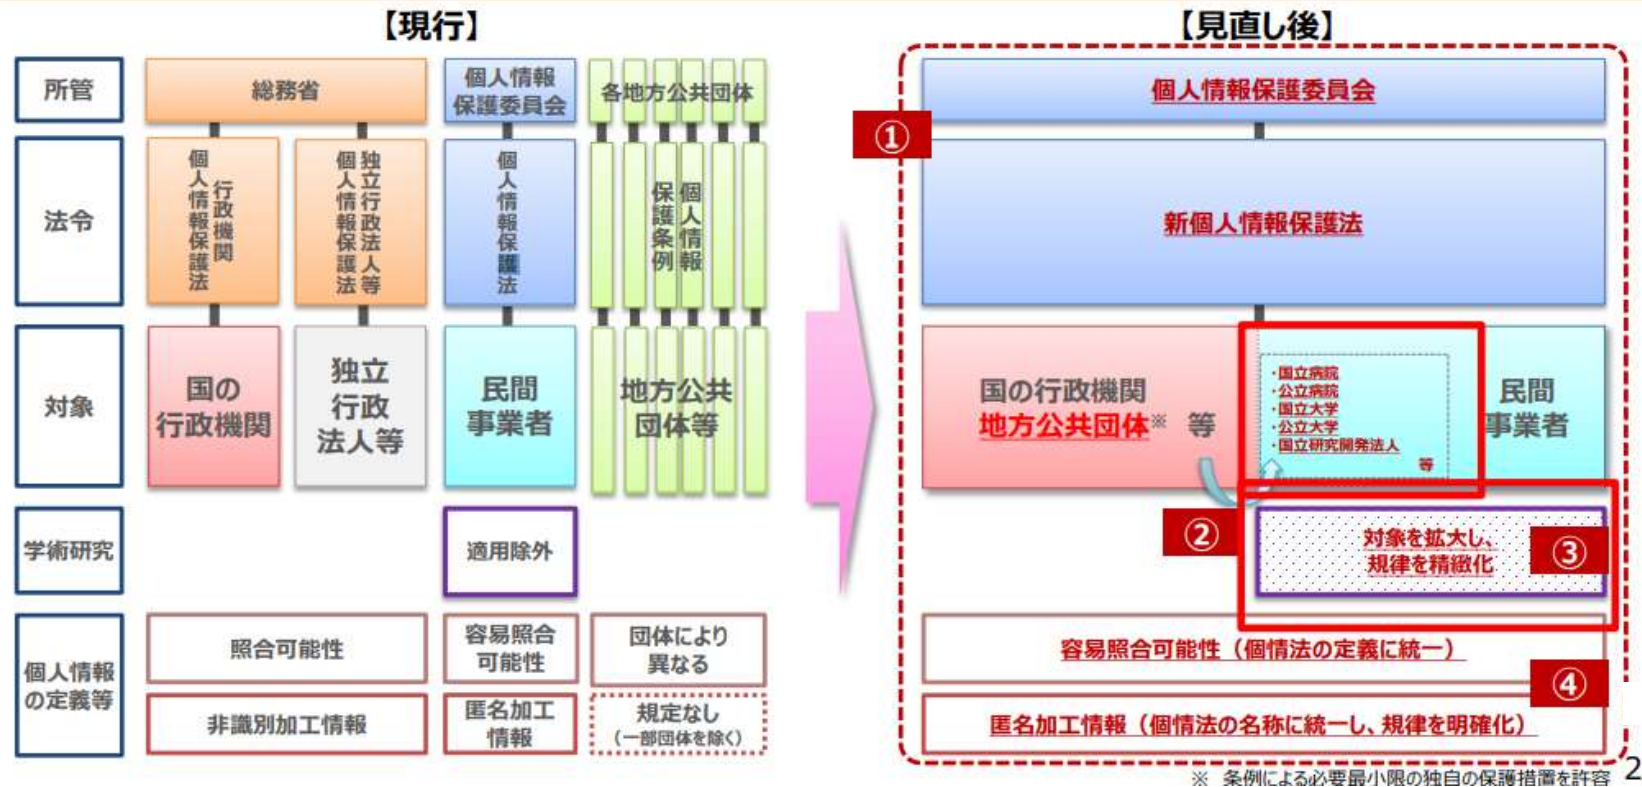 【現行】
【見直し後】
所管
総務省
個人情報
保護委員会
各地方公共団体
個人情報保護委員会
①
法令
行政機関
個人情報保護法
独立行政法人等
個人情報保護法
個人情報保護法
個人情報
保護条例
新個人情報保護法
対象
国の
行政機関
独立
行政
法人等
民間
事業者
地方公共
団体等
国の行政機関
地方公共団体※ 等
・国立病院
・公立病院
・国立大学
・公立大学
・国立研究開発法人
等
民間
事業者
学術研究
適用除外
②
対象を拡大し、
規律を精緻化
③
個人情報
の定義等
照合可能性
容易照合
可能性
団体により
異なる
容易照合可能性（個情法の定義に統一）
④
非識別加工情報
匿名加工
情報
規定なし
（一部団体を除く）
匿名加工情報（個情法の名称に統一し、規律を明確化）
※ 条例による必要最小限の独自の保護措置を許容
2